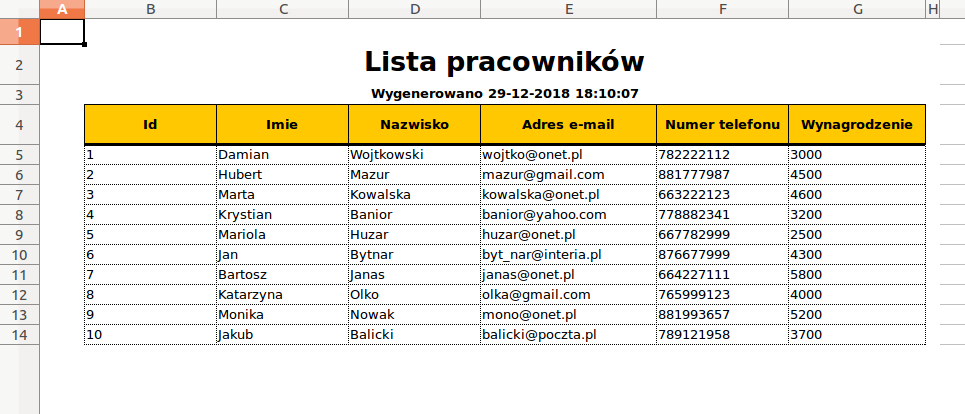 A B C D E F G H
1
2 Lista pracowników
3 Wygenerowano 29-12-2018 18:10:07
4 Id Imie Nazwisko Adres e-mail Numer telefonu Wynagrodzenie
5 1 Damian Wojtkowski wojtko@onet.pl 782222112 3000
6 2 Hubert Mazur mazur@gmail.com 881777987 4500
7 3 Marta Kowalska kowalska@onet.pl 663222123 4600
8 4 Krystian Banior banior@yahoo.com 778882341 3200
9 5 Mariola Huzar huzar@onet.pl 667782999 2500
10 6 Jan Bytnar byt_nar@interia.pl 876677999 4300
11 7 Bartosz Janas janas@onet.pl 664227111 5800
12 8 Katarzyna Olko olka@gmail.com 765999123 4000
13 9 Monika Nowak mono@onet.pl 881993657 5200
14 10 Jakub Balicki balicki@poczta.pl 789121958 3700